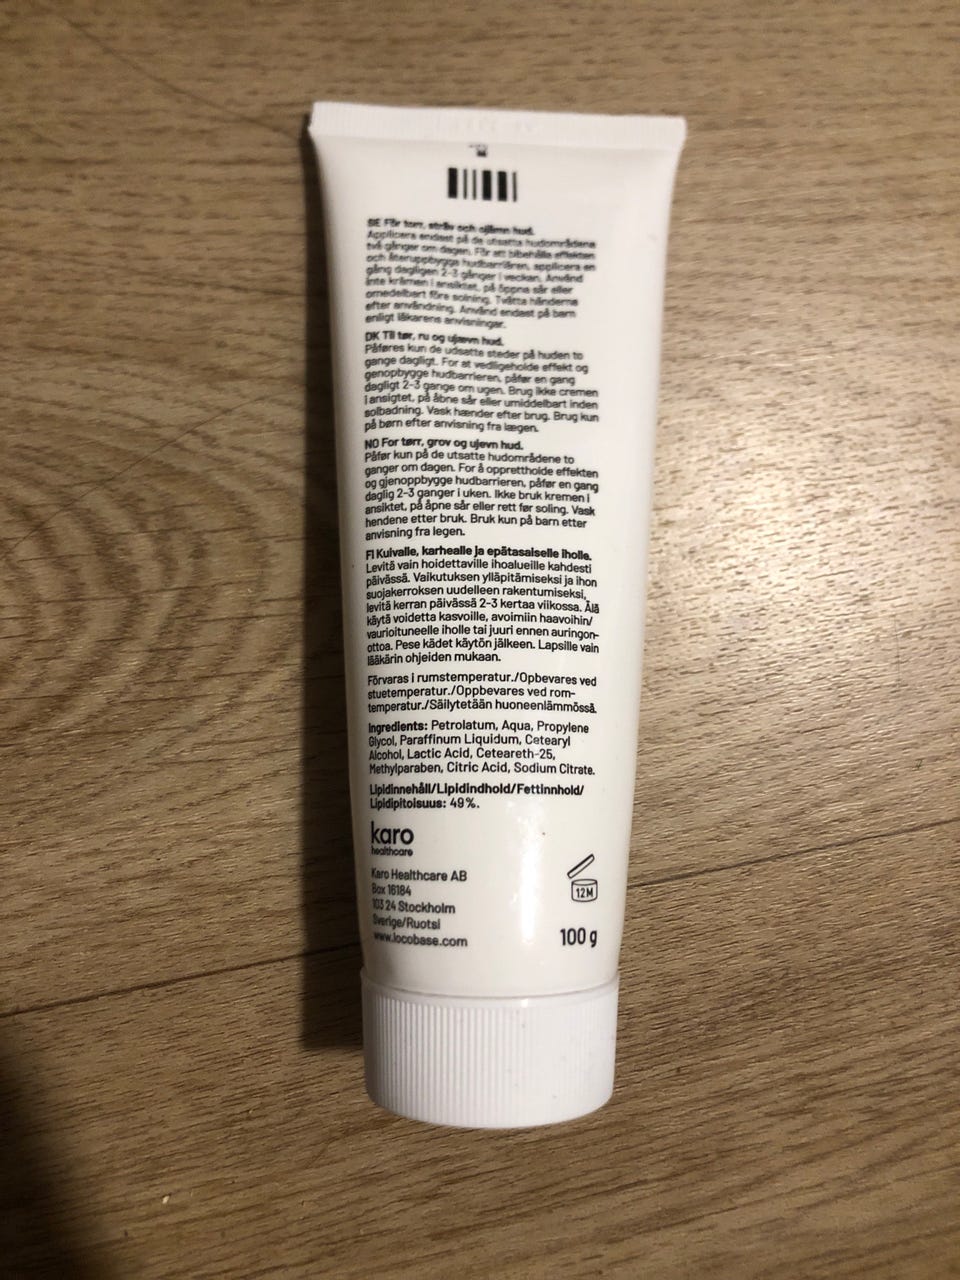 SE För torr, sträv och ojämn hud.
Applicera endast på de utsatta hudområdena
två gånger om dagen. För att bibehålla effekten
och återuppbygga hudbarriären, applicera en
gång dagligen 2-3 gånger i veckan. Använd
inte krämen i ansiktet, på öppna sår eller
omedelbart före solning. Tvätta händerna
efter användning. Använd endast på barn
enligt läkarens anvisningar.
DK Til tør, ru og ujævn hud.
Påføres kun de udsatte steder på huden to
gange dagligt. For at vedligeholde effekt og
genopbygge hudbarrieren, påfør en gang
dagligt 2-3 gange om ugen. Brug ikke cremen
i ansigtet, på åbne sår eller umiddelbart inden
solbadning. Vask hænder efter brug. Brug kun
på børn efter anvisning fra lægen.
NO For tørr, grov og ujevn hud.
Påfør kun på de utsatte hudområdene to
ganger om dagen. For å opprettholde effekten
og gjenoppbygge hudbarrieren, påfør en gang
daglig 2-3 ganger i uken. Ikke bruk kremen i
ansiktet, på åpne sår eller rett før soling. Vask
hendene etter bruk. Bruk kun på barn etter
anvisning fra legen.
FI Kuivalle, karhealle ja epätasaiselle iholle.
Levitä vain hoidettaville ihoalueille kahdesti
päivässä. Vaikutuksen ylläpitämiseksi ja ihon
suojakerroksen uudelleen rakentumiseksi,
levitä kerran päivässä 2-3 kertaa viikossa. Älä
käytä voidetta kasvoille, avoimiin haavoihin/
vaurioituneelle iholle tai juuri ennen auringon-
ottoa. Pese kädet käytön jälkeen. Lapsille vain
lääkärin ohjeiden mukaan.
Förvaras i rumstemperatur./Opbevares ved
stuetemperatur./Oppbevares ved rom-
temperatur./Säilytetään huoneenlämmössä.
Ingredients: Petrolatum, Aqua, Propylene
Glycol, Paraffinum Liquidum, Cetearyl
Alcohol, Lactic Acid, Ceteareth-25,
Methylparaben, Citric Acid, Sodium Citrate.
Lipidinnehåll/Lipidindhold/Fettinnhold/
Lipidipitoisuus: 49%.
karo
healthcare
Karo Healthcare AB
Box 16184
103 24 Stockholm
Sverige/Ruotsi
www.locobase.com
12M
100 g